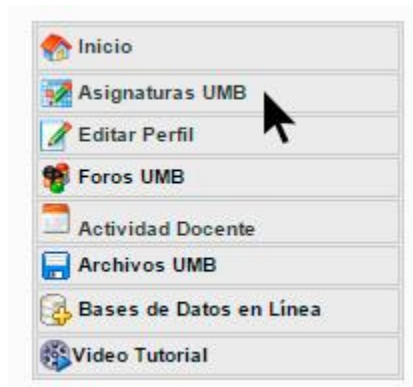 Inicio
Asignaturas UMB
Editar Perfil
Foros UMB
Actividad Docente
Archivos UMB
Bases de Datos en Línea
Video Tutorial